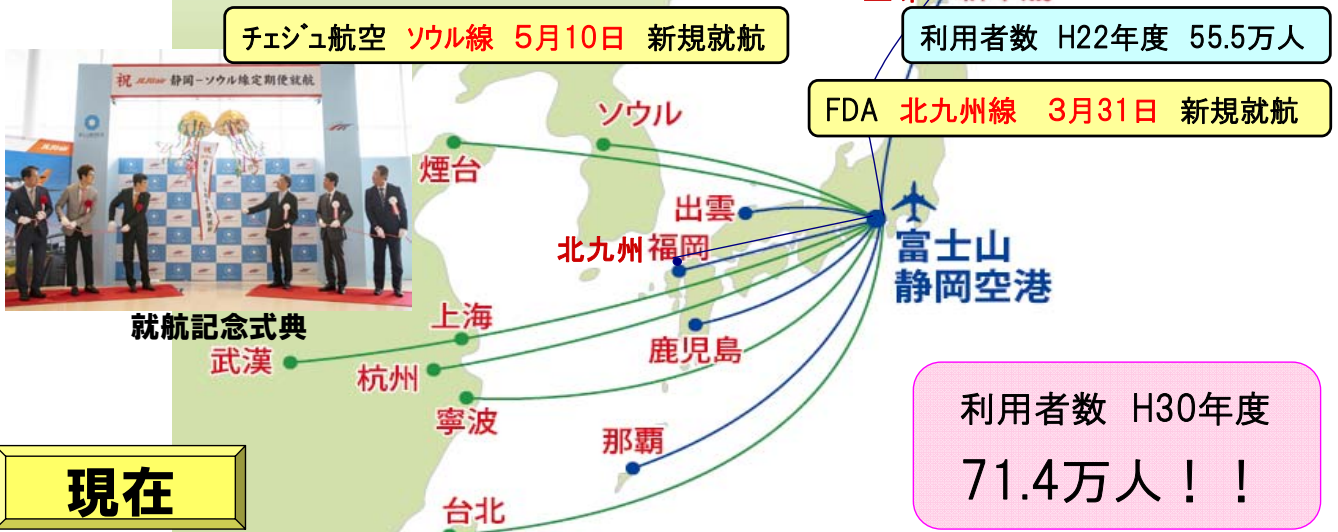 チェジュ航空 ソウル線 5月10日 新規就航
利用者数 H22年度 55.5万人
FDA 北九州線 3月31日 新規就航
祝 JEJUair 静岡－ソウル線定期便就航
ソウル
煙台
出雲
北九州
福岡
富士山
静岡空港
就航記念式典
上海
武漢
杭州
鹿児島
寧波
那覇
台北
利用者数 H30年度
71.4万人！！
現在